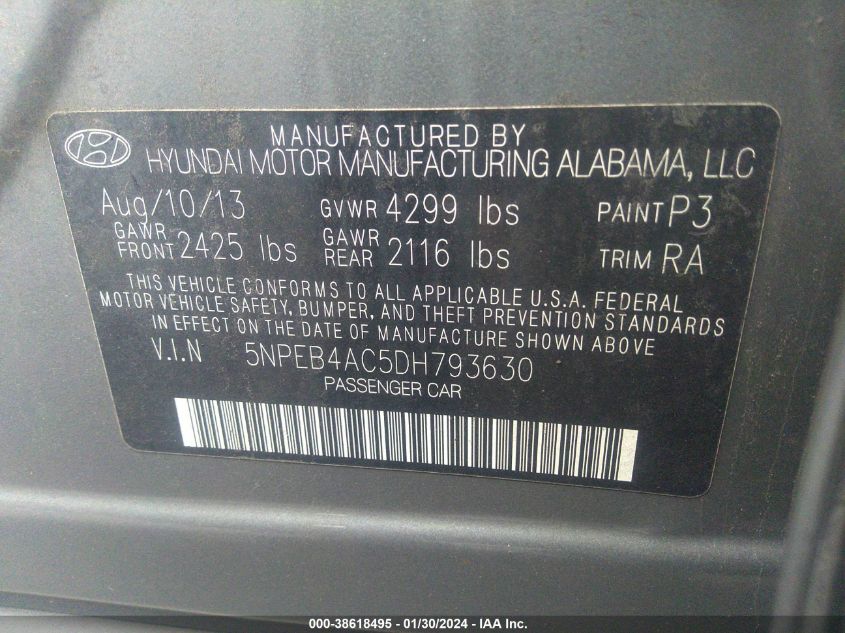 MANUFACTURED BY
HYUNDAI MOTOR MANUFACTURING ALABAMA, LLC
Aug/10/13 GVWR 4299 lbs PAINT P3
GAWR FRONT 2425 lbs GAWR REAR 2116 lbs TRIM RA
THIS VEHICLE CONFORMS TO ALL APPLICABLE U.S.A. FEDERAL
MOTOR VEHICLE SAFETY, BUMPER, AND THEFT PREVENTION STANDARDS
IN EFFECT ON THE DATE OF MANUFACTURE SHOWN ABOVE
V.I.N 5NPEB4AC5DH793630
PASSENGER CAR
000-38618495 - 01/30/2024 - IAA Inc.